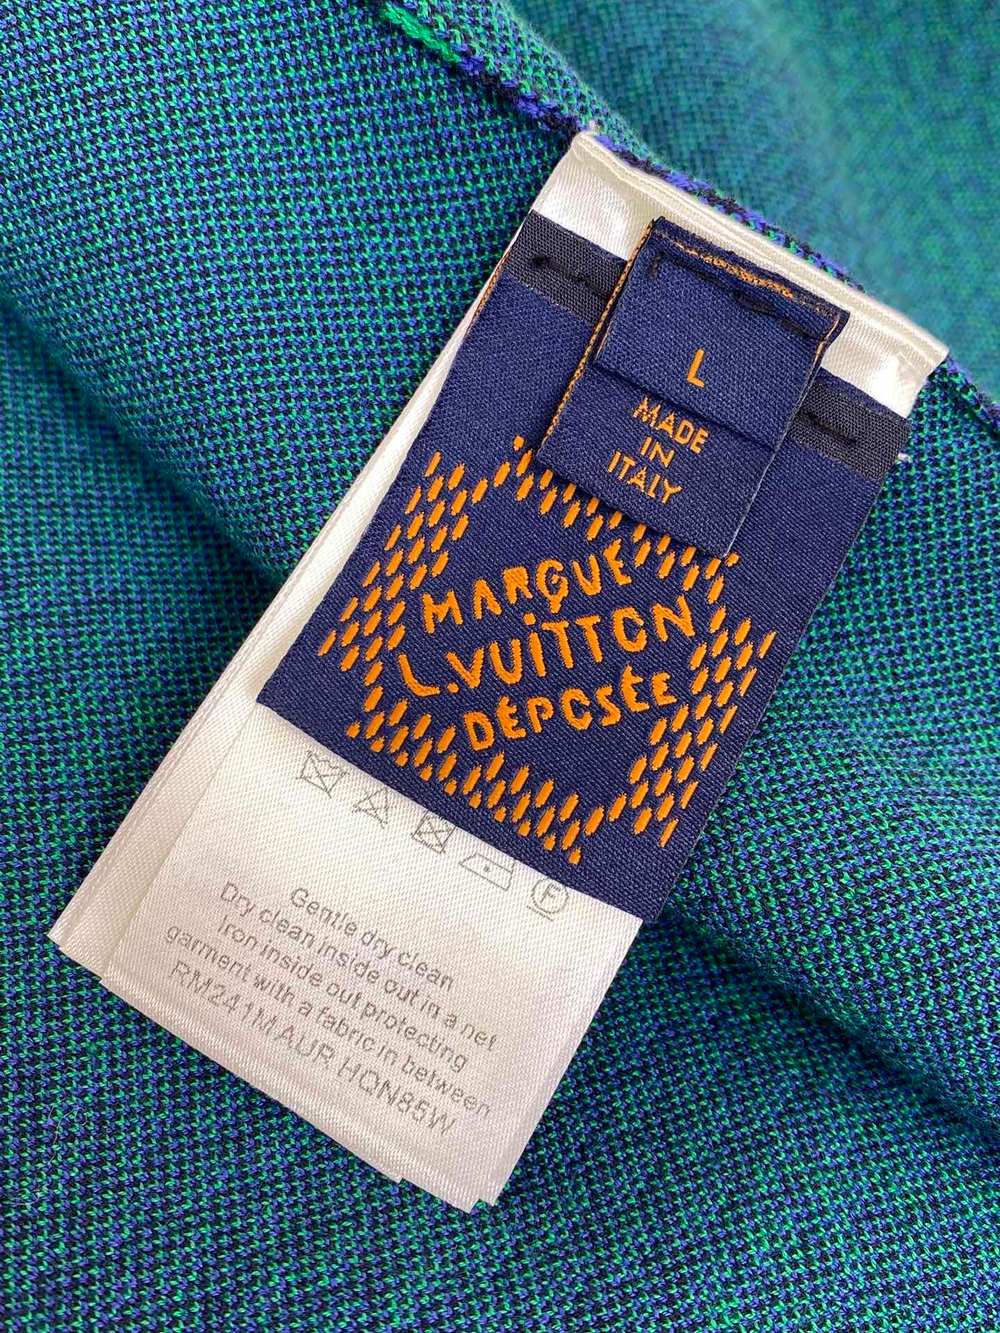 L
MADE
IN
ITALY
MARQUE
L.VUITTON
DÉPOSÉE
F
Gentle dry clean
Dry clean inside out in a net
Iron inside out protecting
garment with a fabric in between
RM241M AUR HQN85W